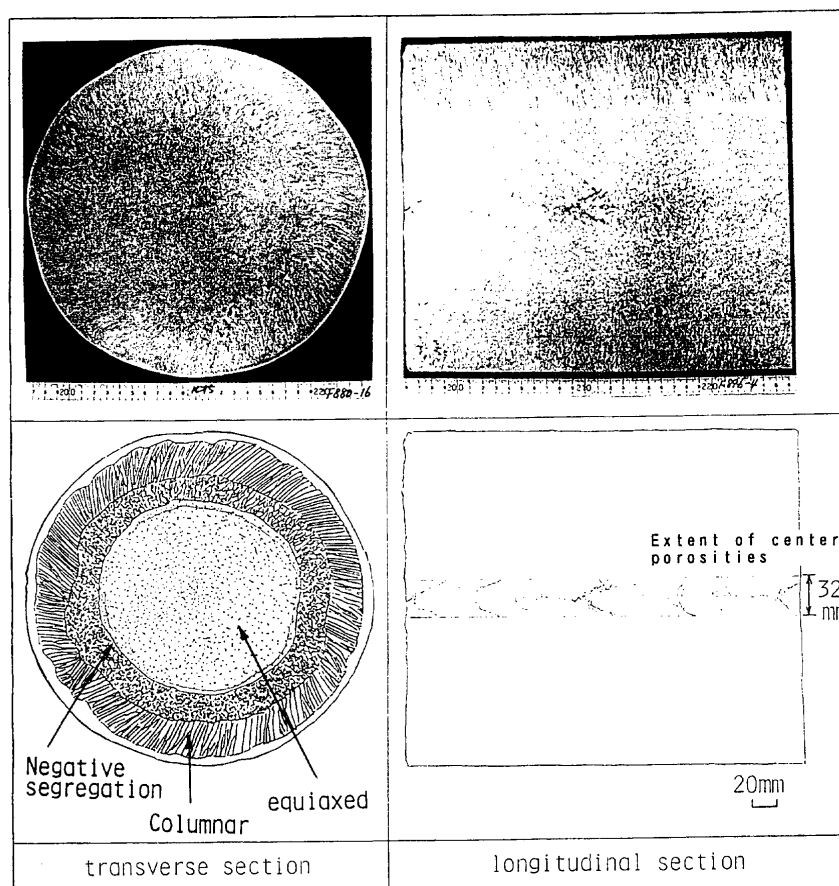 Extent of center
porosities
32
mm
Negative
segregation
Columnar
equiaxed
20mm
transverse section
longitudinal section